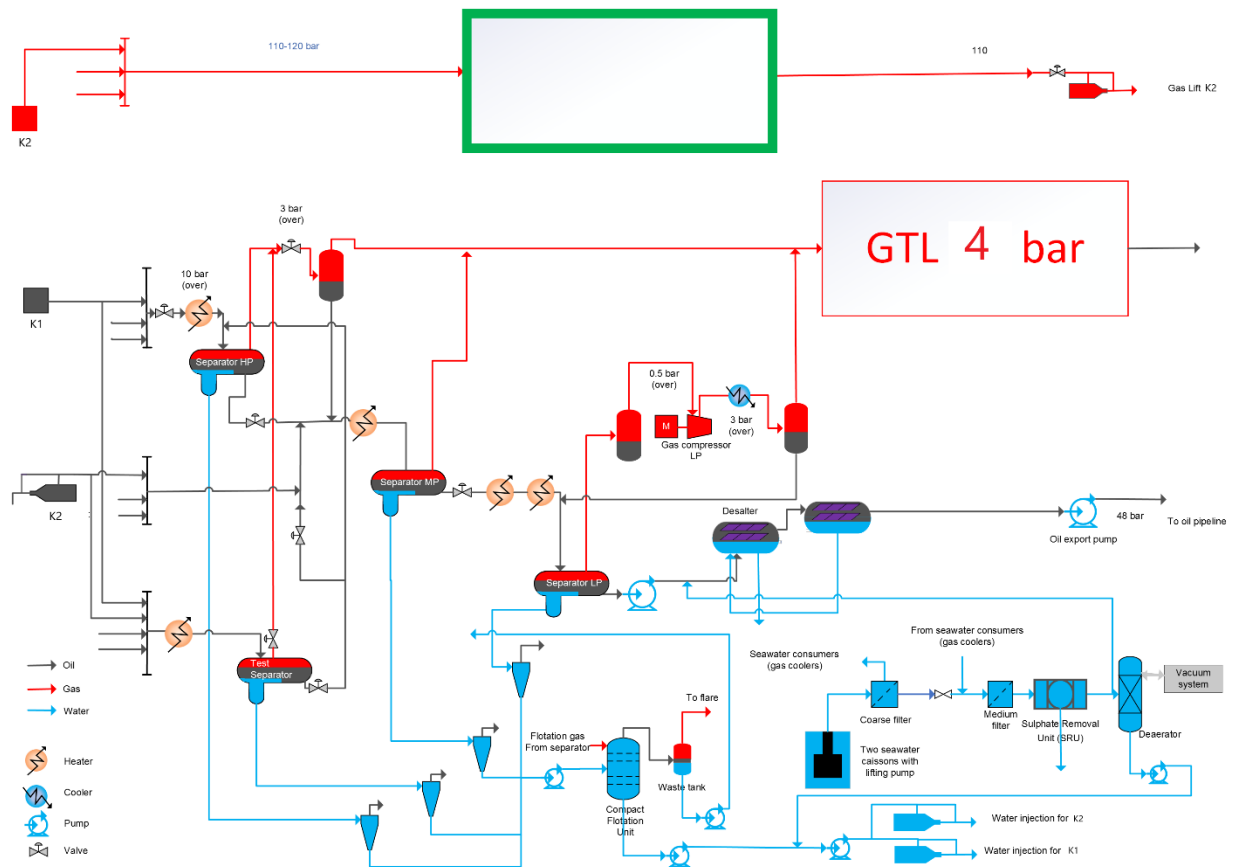 110-120 bar
110
K2
Gas Lift K2
3 bar
(over)
GTL 4 bar
10 bar
(over)
K1
Separator HP
0.5 bar
(over)
M
3 bar
(over)
Gas compressor
LP
Separator MP
K2
Desalter
48 bar
To oil pipeline
Oil export pump
Separator LP
From seawater consumers
(gas coolers)
Seawater consumers
(gas coolers)
Test
Separator
Oil
Gas
Water
Vacuum
system
Coarse filter
Medium
filter
Sulphate Removal
Unit (SRU)
Deaerator
To flare
Flotation gas
From separator
Two seawater
caissons with
lifting pump
Waste tank
Compact
Flotation
Unit
Heater
Cooler
Pump
Valve
Water injection for K2
Water injection for K1